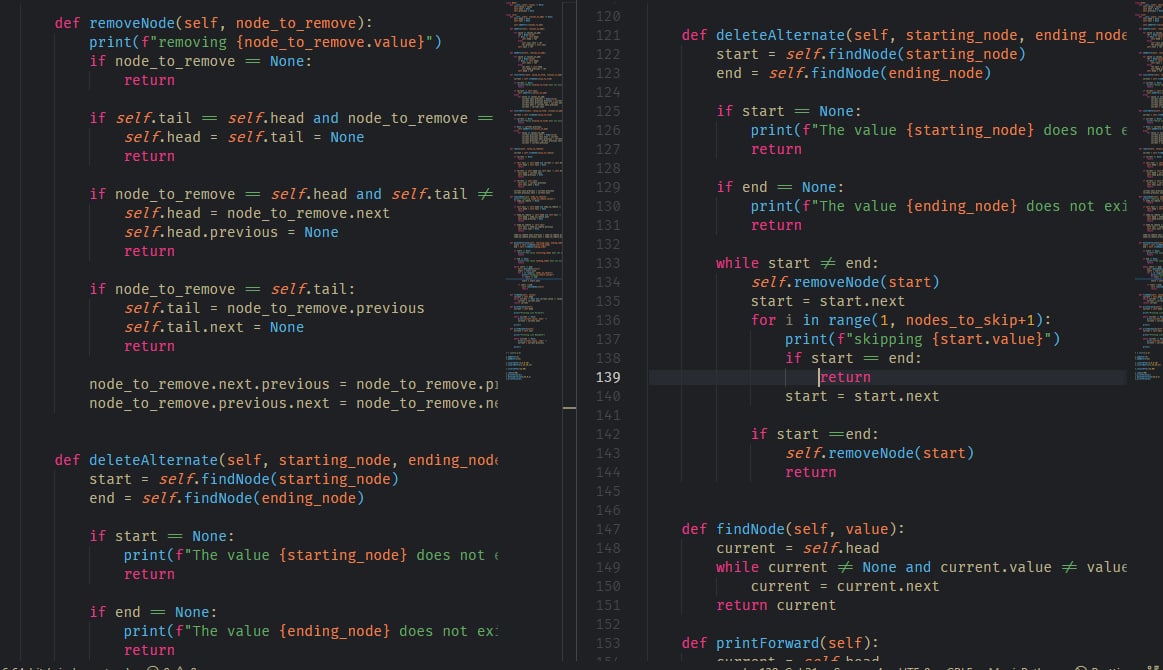 def removeNode(self, node_to_remove):
print(f"removing {node_to_remove.value}")
if node_to_remove == None:
return
if self.tail == self.head and node_to_remove ==
self.head = self.tail = None
return
if node_to_remove == self.head and self.tail ≠
self.head = node_to_remove.next
self.head.previous = None
return
if node_to_remove == self.tail:
self.tail = node_to_remove.previous
self.tail.next = None
return
node_to_remove.next.previous = node_to_remove.p
node_to_remove.previous.next = node_to_remove.ne
def deleteAlternate(self, starting_node, ending_node
start = self.findNode(starting_node)
end = self.findNode(ending_node)
if start == None:
print(f"The value {starting_node} does not e
return
if end == None:
print(f"The value {ending_node} does not exi
return
120
121 def deleteAlternate(self, starting_node, ending_node
122 start = self.findNode(starting_node)
123 end = self.findNode(ending_node)
124
125 if start == None:
126 print(f"The value {starting_node} does not e
127 return
128
129 if end == None:
130 print(f"The value {ending_node} does not exi
131 return
132
133 while start ≠ end:
134 self.removeNode(start)
135 start = start.next
136 for i in range(1, nodes_to_skip+1):
137 print(f"skipping {start.value}")
138 if start == end:
139 return
140 start = start.next
141
142 if start ==end:
143 self.removeNode(start)
144 return
145
146
147 def findNode(self, value):
148 current = self.head
149 while current ≠ None and current.value ≠ value
150 current = current.next
151 return current
152
153 def printForward(self):
current = self.head